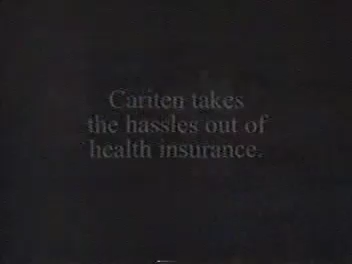 Cariten takes
the hassles out of
health insurance.